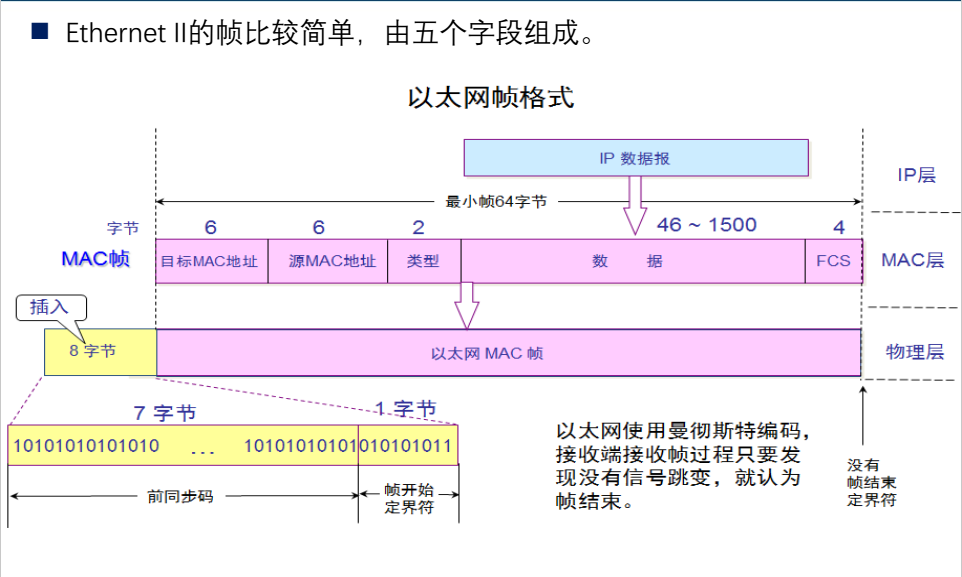 Ethernet II的帧比较简单，由五个字段组成。
以太网帧格式
IP 数据报
IP层
最小帧64字节
字节 6 6 2 46 ~ 1500 4
MAC帧 目标MAC地址 源MAC地址 类型 数 据 FCS MAC层
插入
8 字节 以太网 MAC 帧 物理层
7 字节 1 字节
10101010101010 ... 10101010101010101011
前同步码
帧开始
定界符
以太网使用曼彻斯特编码，
接收端接收帧过程只要发
现没有信号跳变，就认为
帧结束。
没有
帧结束
定界符